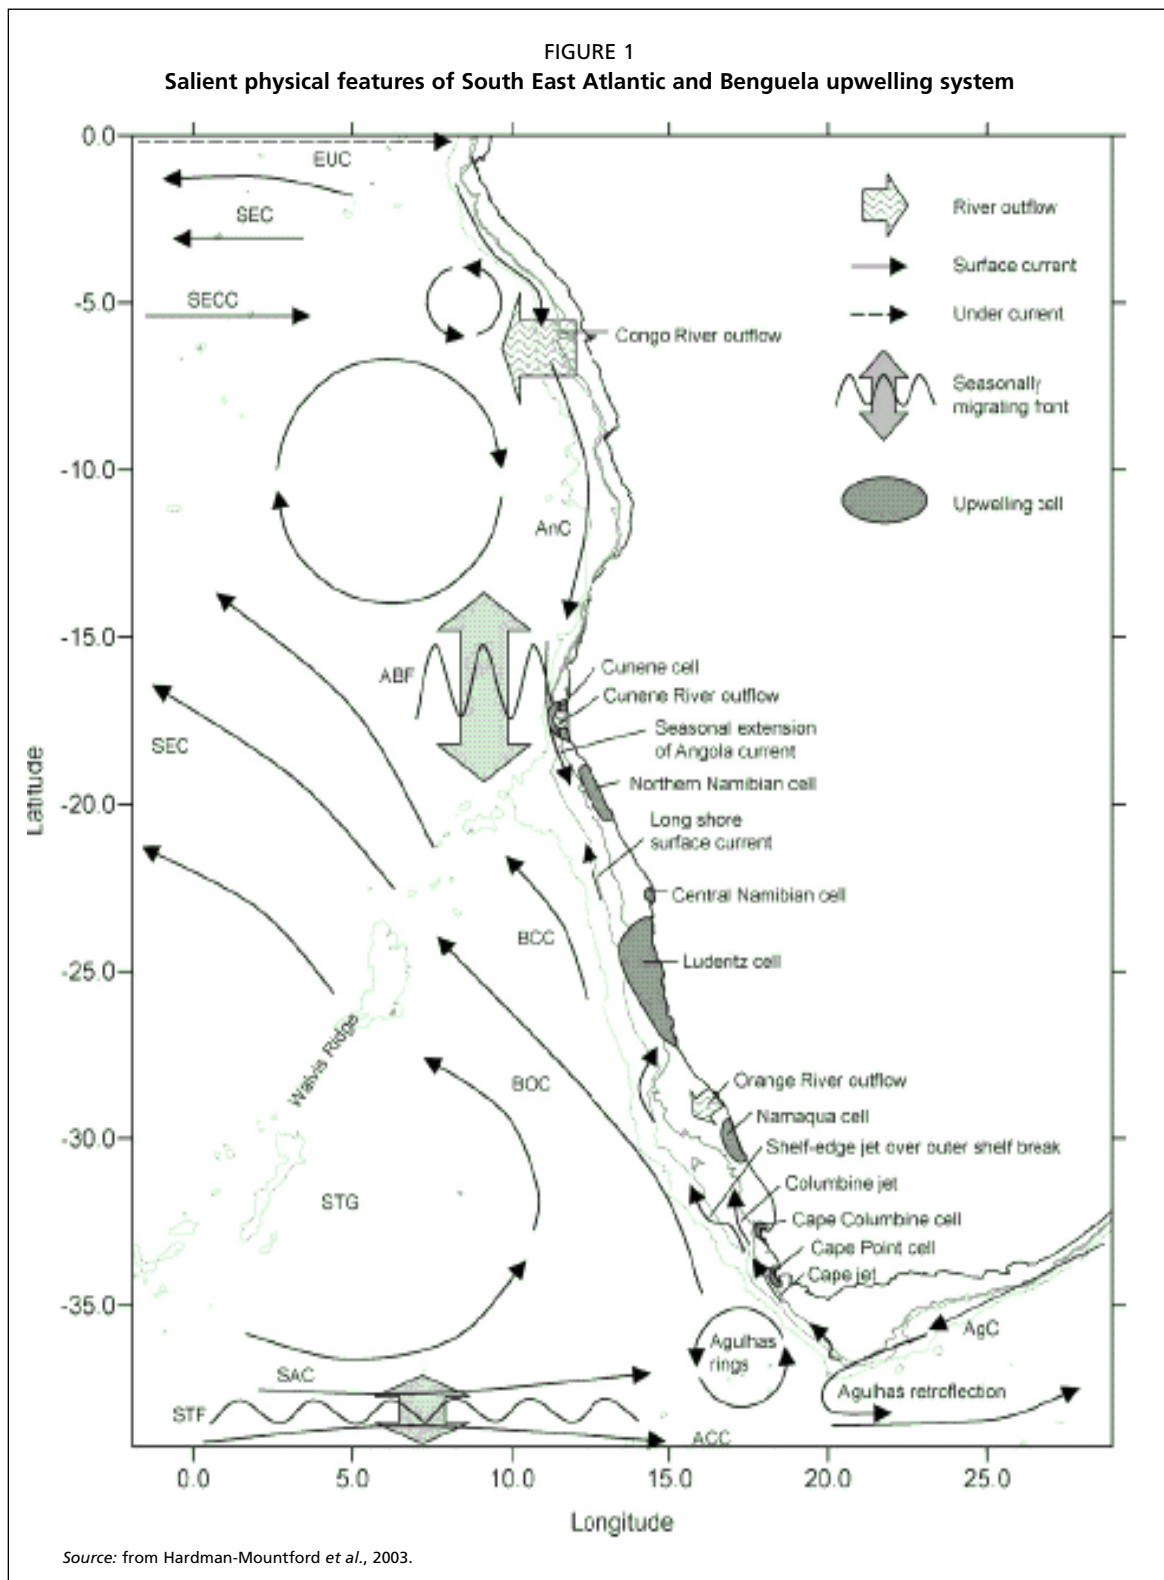 FIGURE 1
Salient physical features of South East Atlantic and Benguela upwelling system
0.0
-5.0
-10.0
-15.0
-20.0
-25.0
-30.0
-35.0
Latitude
EUC
SEC
SECC
River outflow
Surface current
Under current
Seasonally
migrating front
Upwelling cell
Congo River outflow
AnC
ABF
SEC
Cunene cell
Cunene River outflow
Seasonal extension
of Angola current
Northern Namibian cell
Long shore
surface current
Central Namibian cell
BCC
Ludentz cell
Walvis Ridge
BOC
Orange River outflow
Namaqua cell
Shelf-edge jet over outer shelf break
Columbine jet
STG
Cape Columbine cell
Cape Point cell
Cape jet
AgC
Agulhas
rings
Agulhas retroflection
SAC
STF
ACC
0.0 5.0 10.0 15.0 20.0 25.0
Longitude
Source: from Hardman-Mountford et al., 2003.